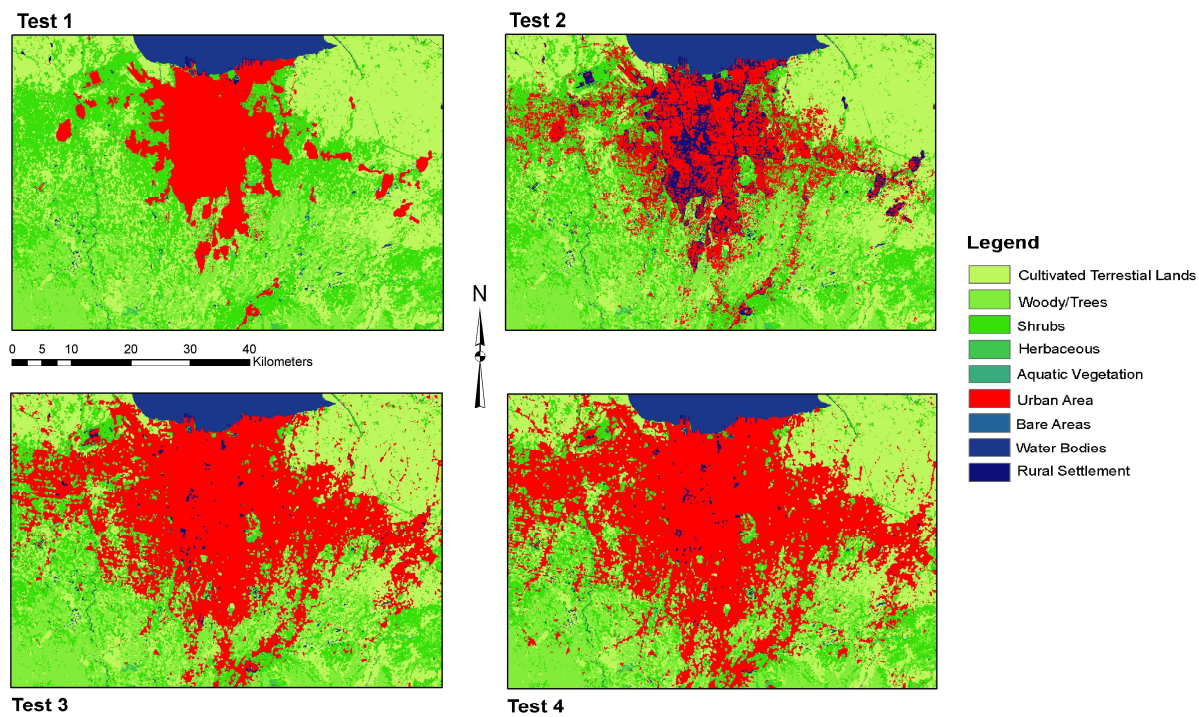 Test 1
Test 2
N
0 5 10 20 30 40
Kilometers
Legend
Cultivated Terrestial Lands
Woody/Trees
Shrubs
Herbaceous
Aquatic Vegetation
Urban Area
Bare Areas
Water Bodies
Rural Settlement
Test 3
Test 4